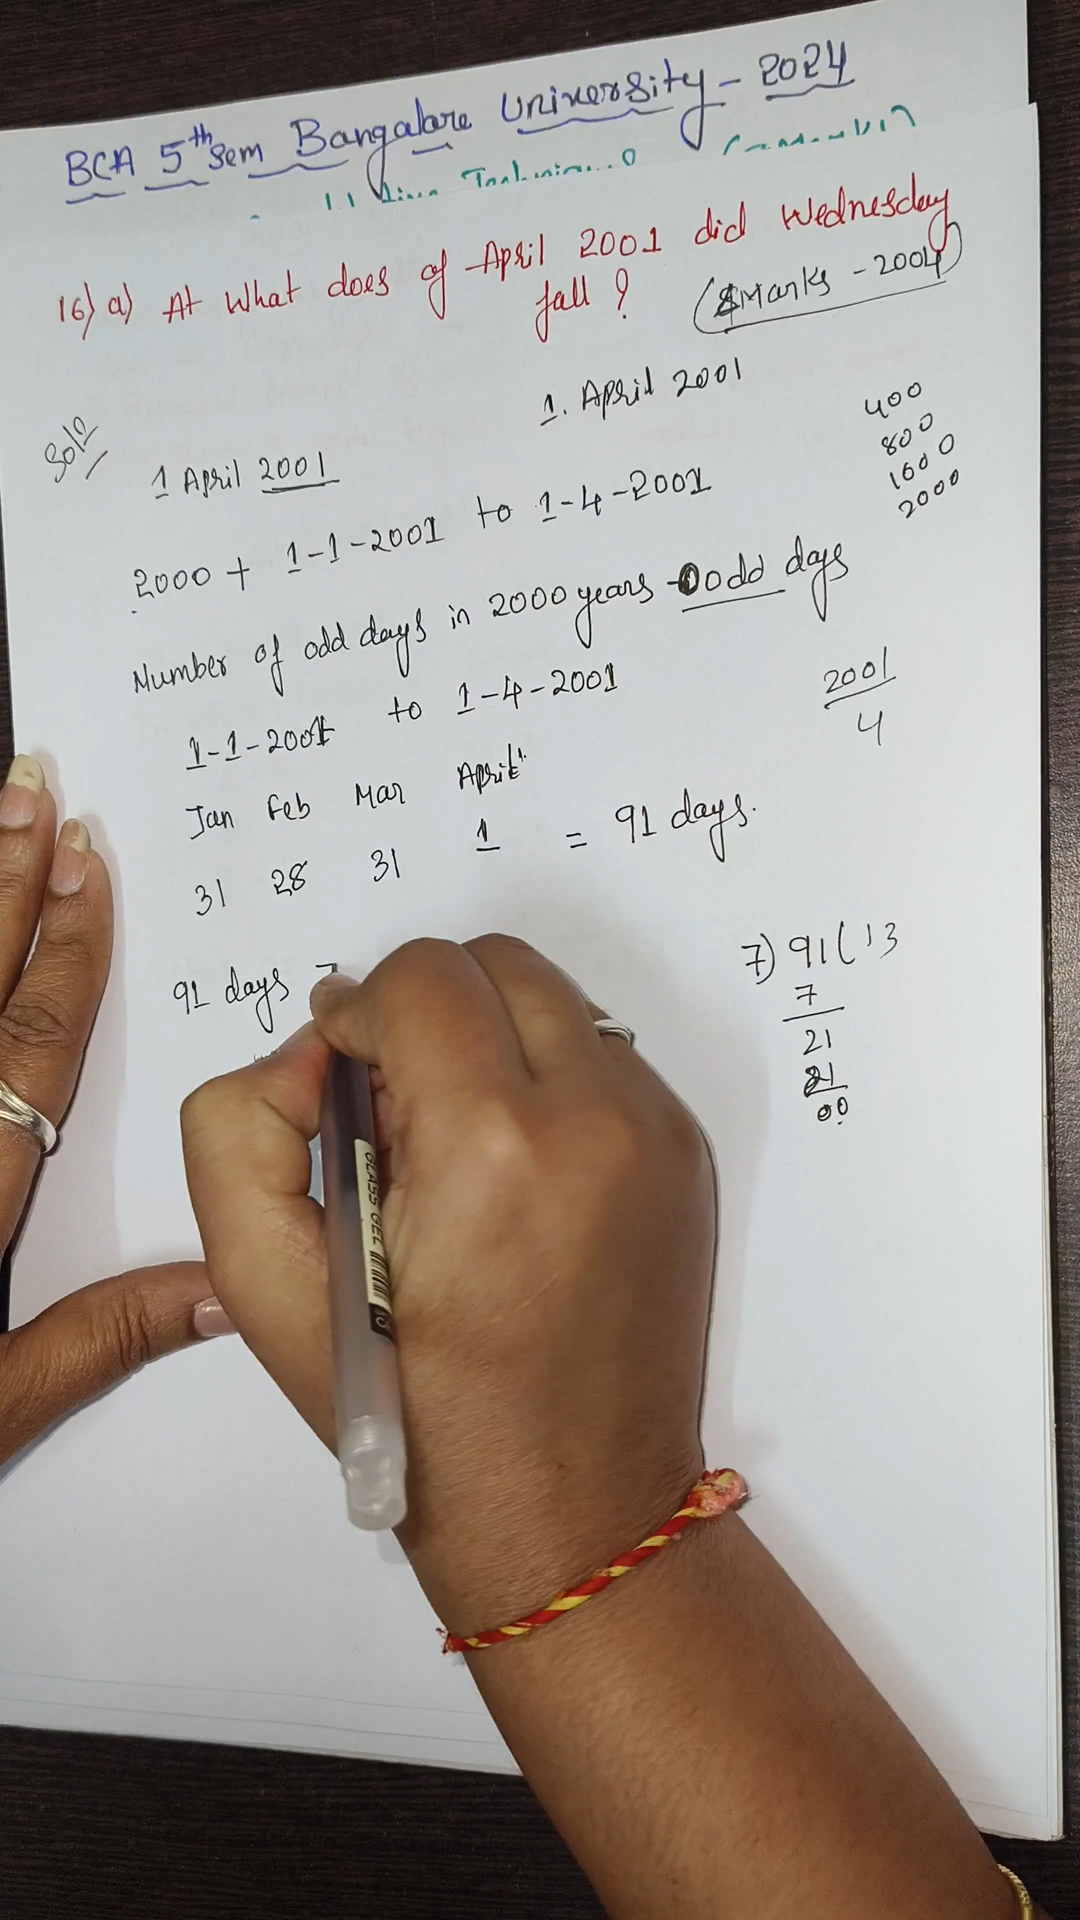 BCA 5th Sem Bangalore University - 2024
16) a) At What does of April 2001 did Wednesday
fall ?
(8Marks - 2004)
1. April 2001
Soln
1 April 2001
400
800
1600
2000
2000 + 1-1-2001 to 1-4-2001
Number of odd days in 2000 years - 0 odd days
1-1-2001 to 1-4-2001
2001
4
Jan Feb Mar April
31 28 31 1 = 91 days.
91 days
7) 91 ( 13
7
21
21
00
GLASS GEL